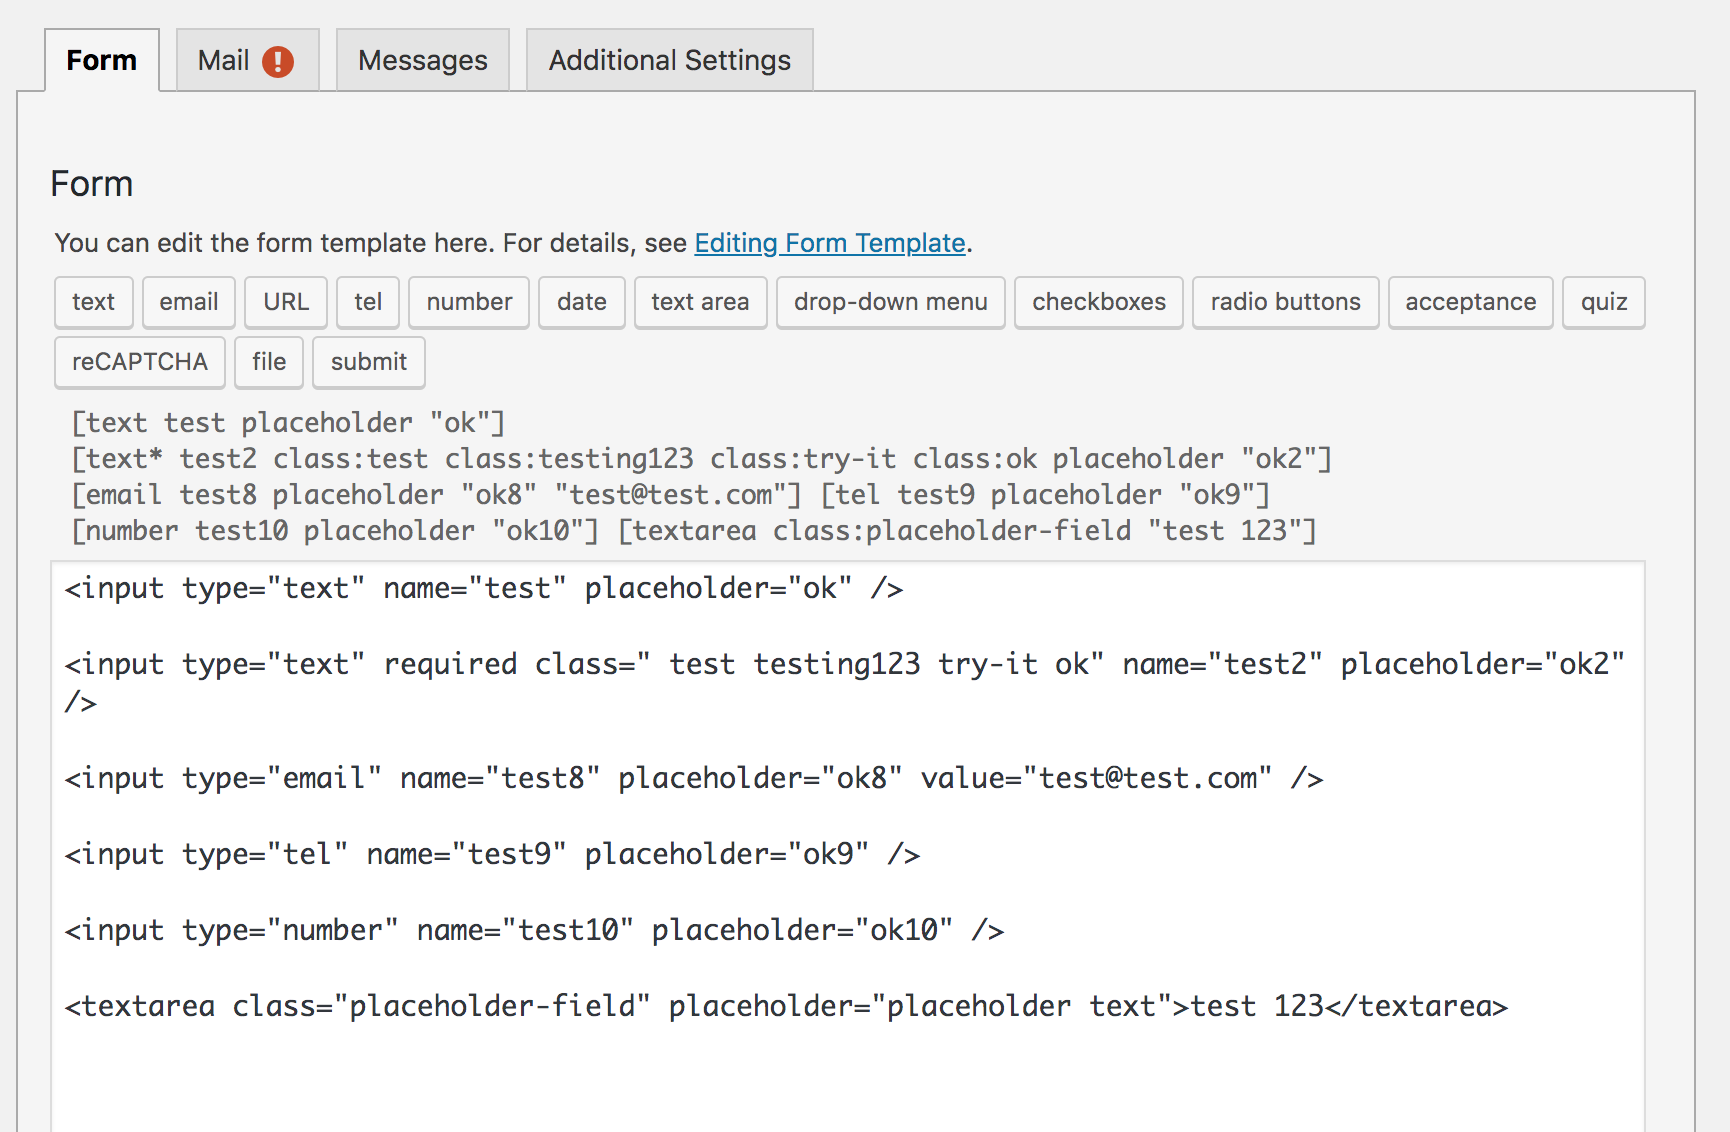 Form Mail ! Messages Additional Settings
Form
You can edit the form template here. For details, see Editing Form Template.
text email URL tel number date text area drop-down menu checkboxes radio buttons acceptance quiz
reCAPTCHA file submit
[text test placeholder "ok"]
[text* test2 class:test class:testing123 class:try-it class:ok placeholder "ok2"]
[email test8 placeholder "ok8" "test@test.com"] [tel test9 placeholder "ok9"]
[number test10 placeholder "ok10"] [textarea class:placeholder-field "test 123"]
<input type="text" name="test" placeholder="ok" />
<input type="text" required class=" test testing123 try-it ok" name="test2" placeholder="ok2"
/>
<input type="email" name="test8" placeholder="ok8" value="test@test.com" />
<input type="tel" name="test9" placeholder="ok9" />
<input type="number" name="test10" placeholder="ok10" />
<textarea class="placeholder-field" placeholder="placeholder text">test 123</textarea>